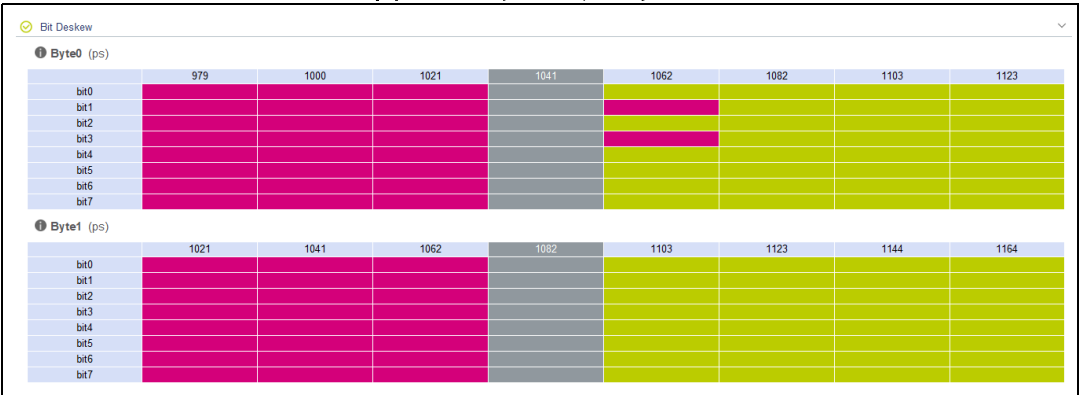 Bit Deskew
Byte0 (ps)
979 1000 1021 1041 1062 1082 1103 1123
bit0
bit1
bit2
bit3
bit4
bit5
bit6
bit7
Byte1 (ps)
1021 1041 1062 1082 1103 1123 1144 1164
bit0
bit1
bit2
bit3
bit4
bit5
bit6
bit7